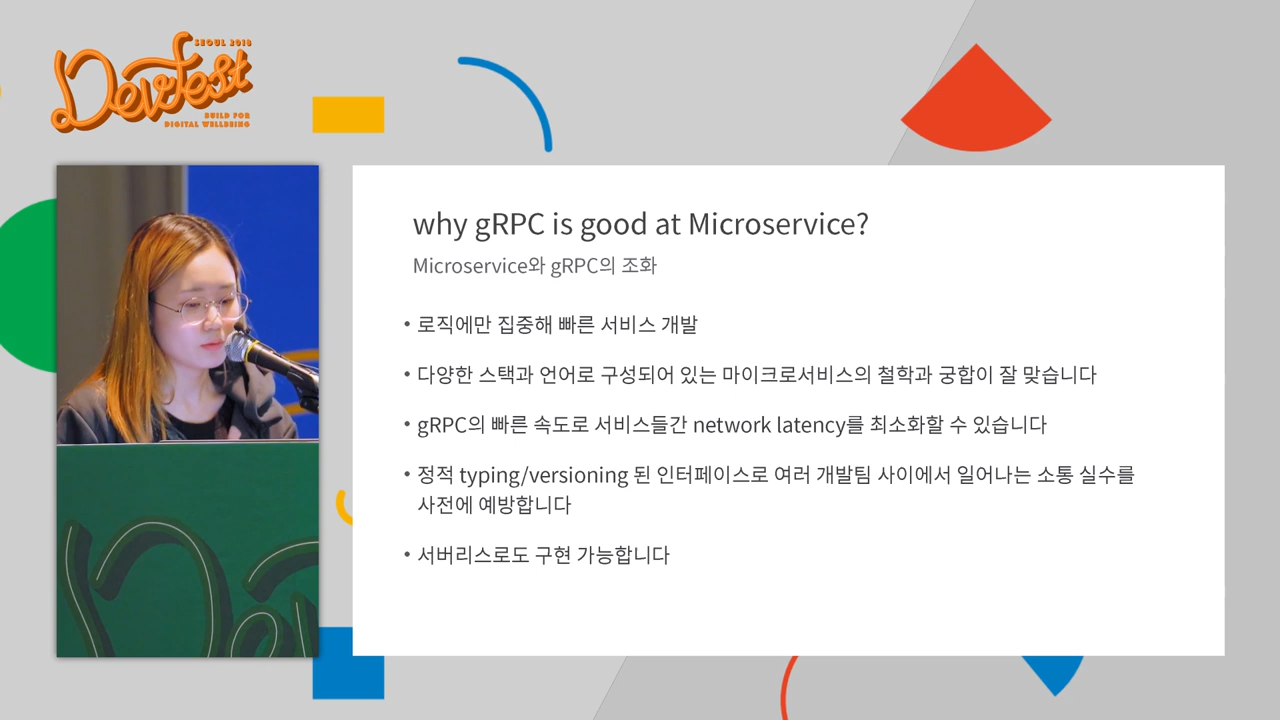 SEOUL 2018
DevFest
BUILD FOR
DIGITAL WELLBEING
why gRPC is good at Microservice?
Microservice와 gRPC의 조화
• 로직에만 집중해 빠른 서비스 개발
• 다양한 스택과 언어로 구성되어 있는 마이크로서비스의 철학과 궁합이 잘 맞습니다
• gRPC의 빠른 속도로 서비스들간 network latency를 최소화할 수 있습니다
• 정적 typing/versioning 된 인터페이스로 여러 개발팀 사이에서 일어나는 소통 실수를
사전에 예방합니다
• 서버리스로도 구현 가능합니다
Dev